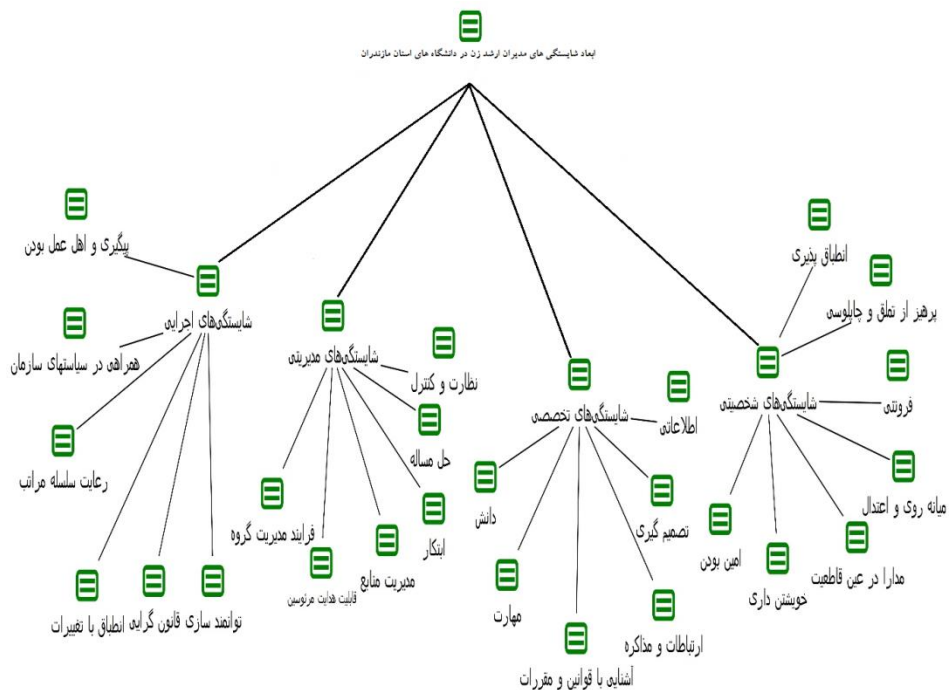 ابعاد شایستگی های مدیران ارشد زن در دانشگاه های استان مازندران
انطباق پذیری
پرهیز از تملق و چاپلوسی
شایستگی‌های شخصیتی
فروتنی
میانه روی و اعتدال
مدارا در عین قاطعیت
خویشتن داری
امین بودن
شایستگی‌های تخصصی
اطلاعاتی
تصمیم گیری
ارتباطات و مذاکره
آشنایی با قوانین و مقررات
مهارت
دانش
شایستگی‌های مدیریتی
نظارت و کنترل
حل مساله
ابتکار
مدیریت منابع
قابلیت هدایت مرئوسین
فرایند مدیریت گروه
پیگیری و اهل عمل بودن
شایستگی‌های اجرایی
همراهی در سیاستهای سازمان
رعایت سلسله مراتب
توانمند سازی
قانون گرایی
انطباق با تغییرات